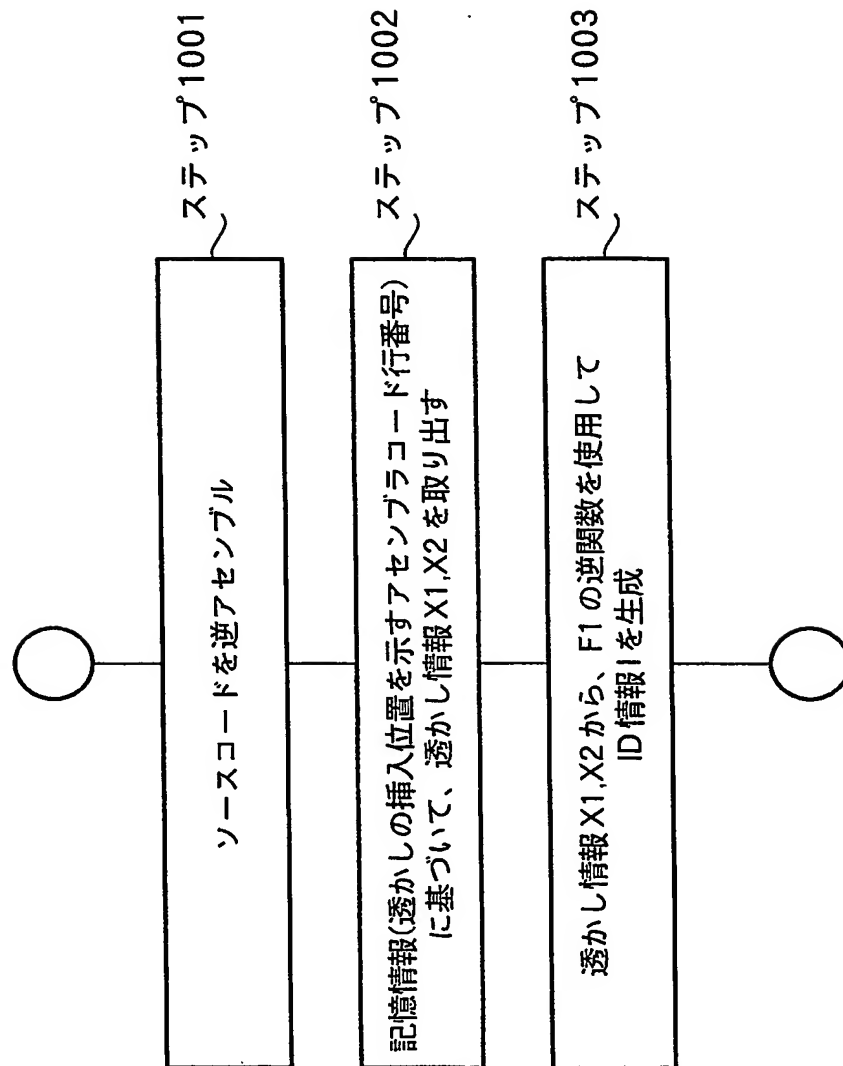 ソースコードを逆アセンブル
ステップ1001
記憶情報(透かしの挿入位置を示すアセンブラコード行番号)
に基づいて、透かし情報X1,X2を取り出す
ステップ1002
透かし情報X1,X2から、F1の逆関数を使用して
ID情報Iを生成
ステップ1003